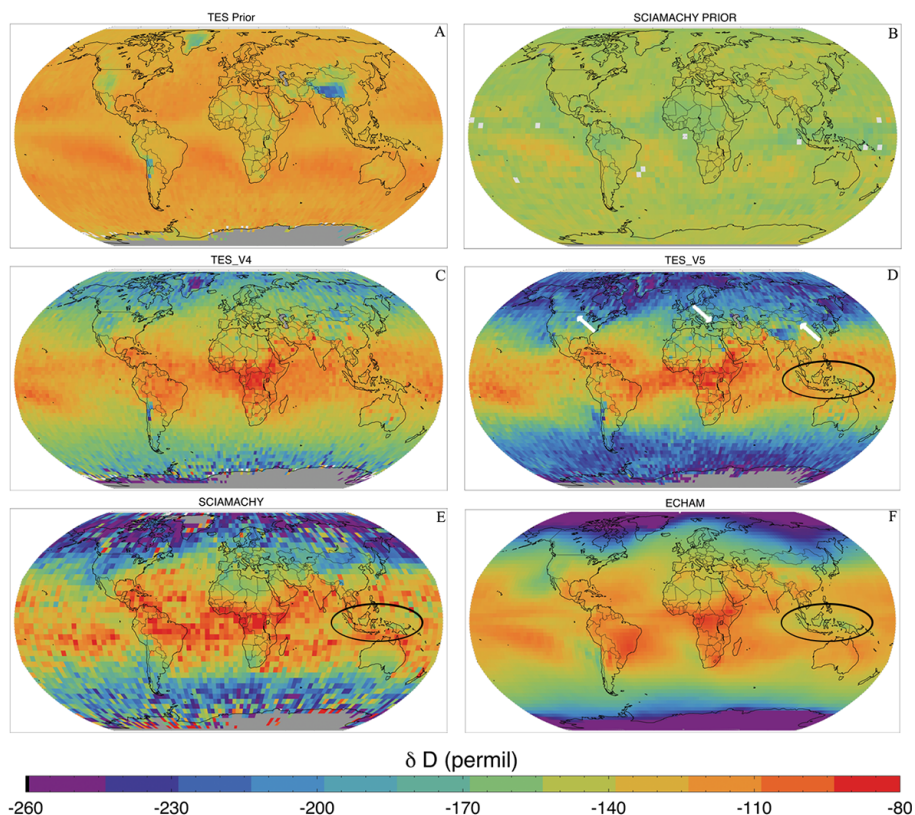 TES Prior
A
SCIAMACHY PRIOR
B
TES_V4
C
TES_V5
D
SCIAMACHY
E
ECHAM
F
δ D (permil)
-260 -230 -200 -170 -140 -110 -80